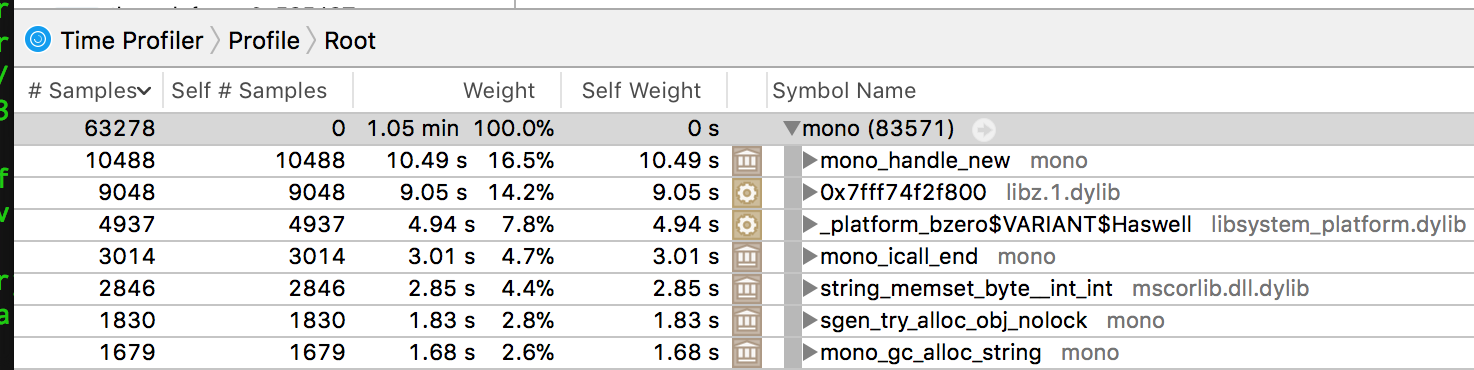 Time Profiler Profile Root
# Samples Self # Samples Weight Self Weight Symbol Name
63278 0 1.05 min 100.0% 0 s mono (83571)
10488 10488 10.49 s 16.5% 10.49 s mono_handle_new mono
9048 9048 9.05 s 14.2% 9.05 s 0x7fff74f2f800 libz.1.dylib
4937 4937 4.94 s 7.8% 4.94 s _platform_bzero$VARIANT$Haswell libsystem_platform.dylib
3014 3014 3.01 s 4.7% 3.01 s mono_icall_end mono
2846 2846 2.85 s 4.4% 2.85 s string_memset_byte__int_int mscorlib.dll.dylib
1830 1830 1.83 s 2.8% 1.83 s sgen_try_alloc_obj_nolock mono
1679 1679 1.68 s 2.6% 1.68 s mono_gc_alloc_string mono